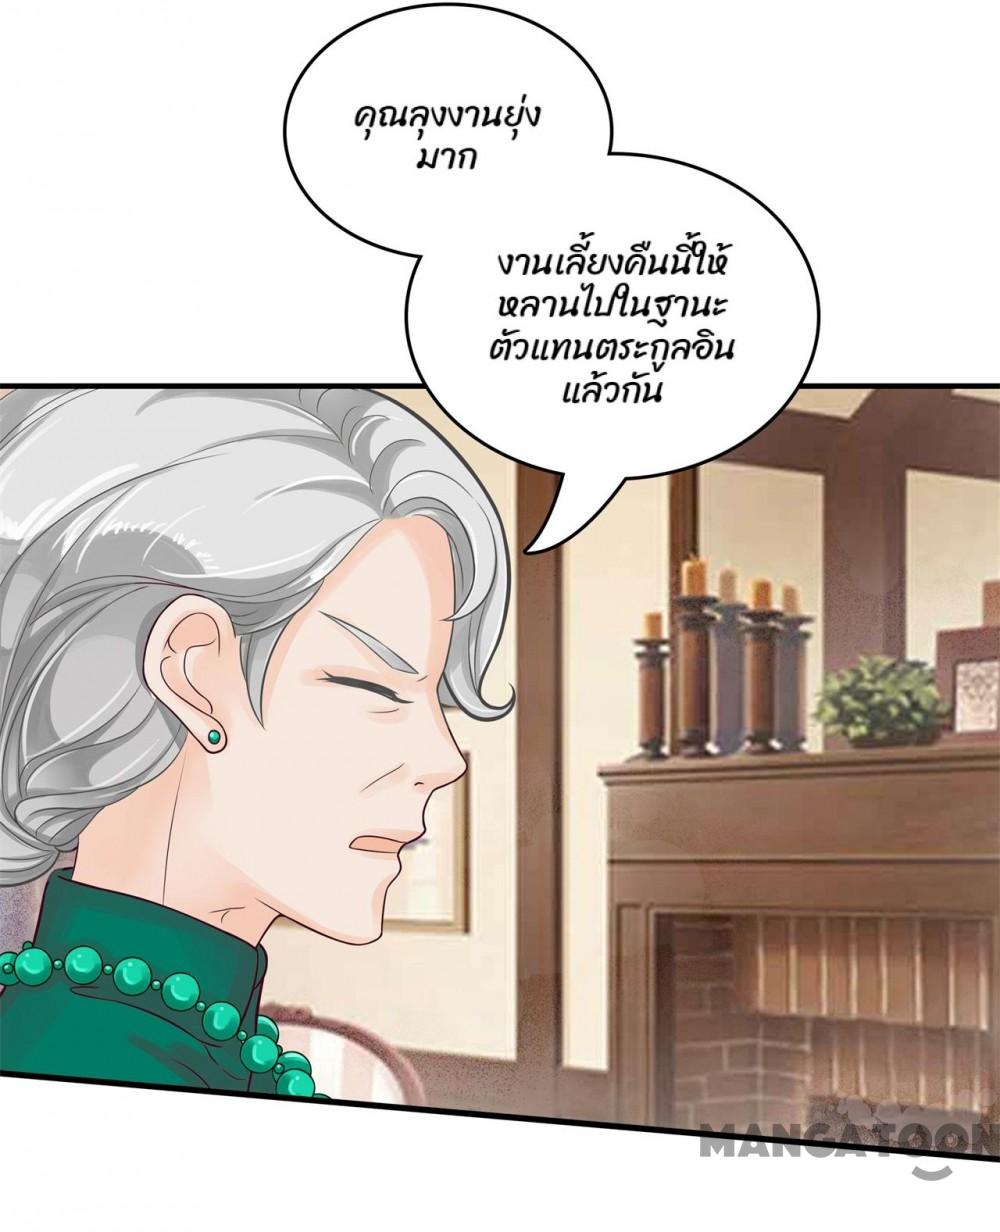 คุณลุงงานยุ่ง
มาก
งานเลี้ยงคืนนี้ให้
หลานไปในฐานะ
ตัวแทนตระกูลอิน
แล้วกัน
MANGATOON